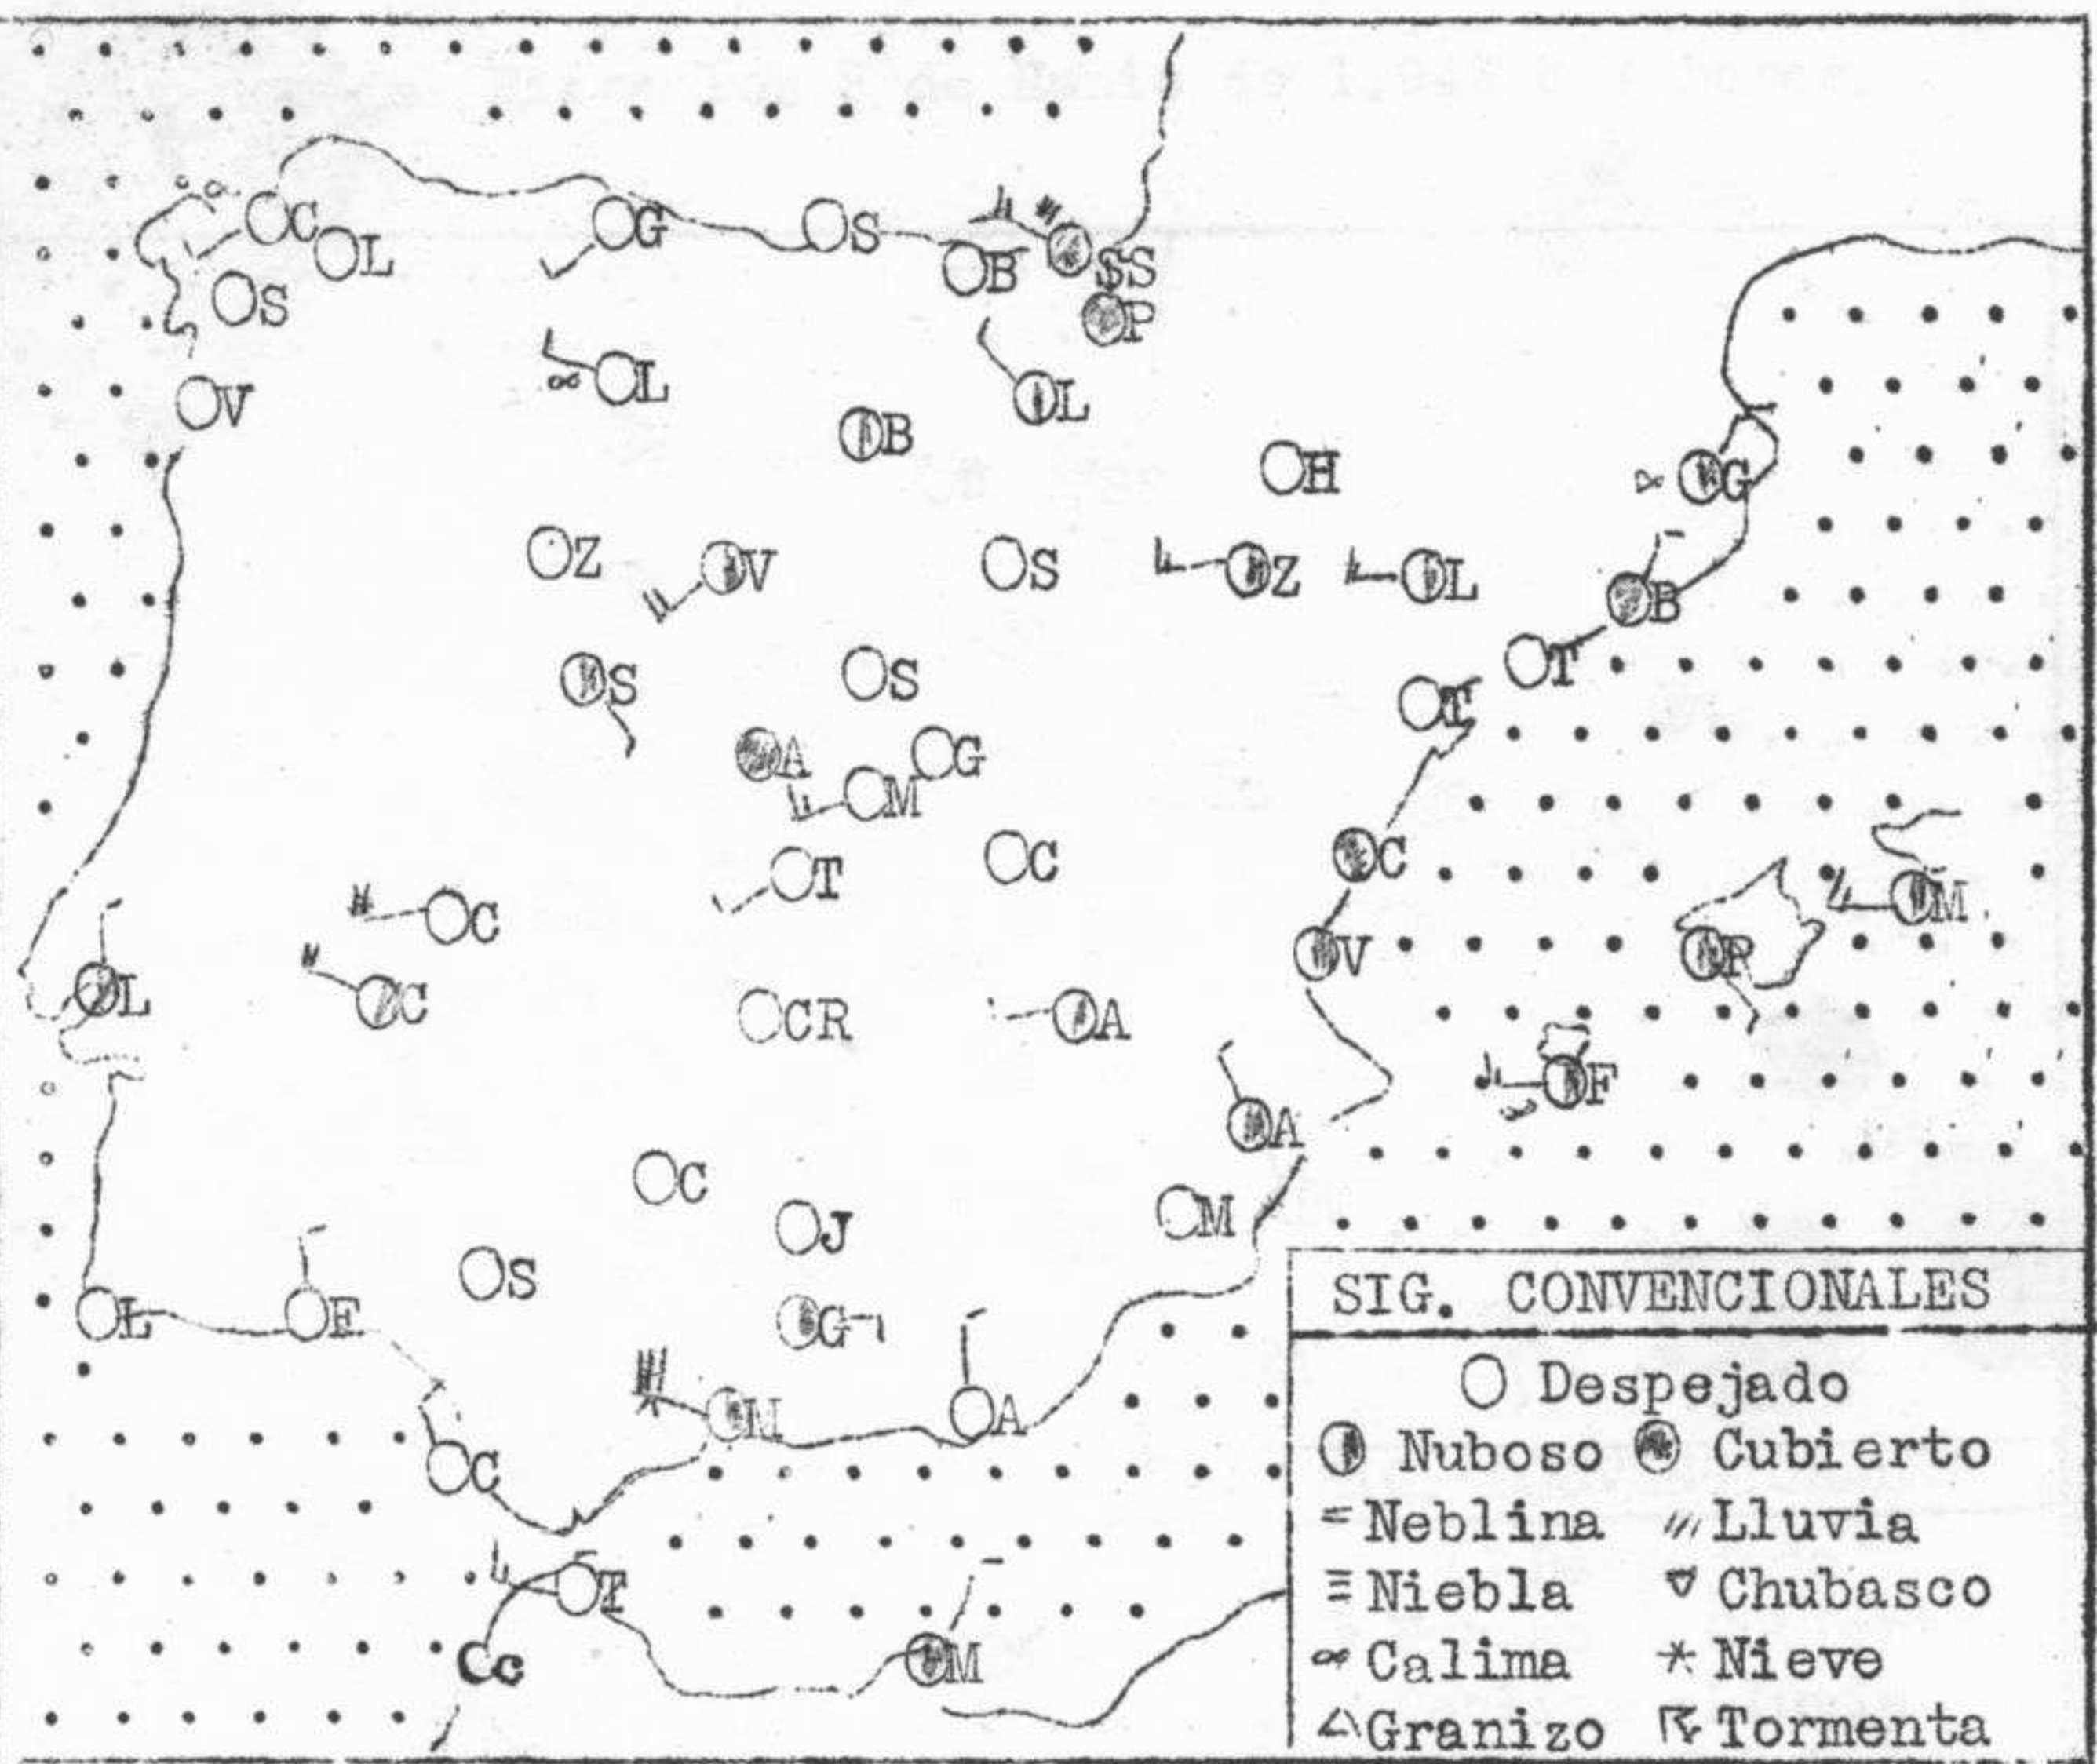 C L G S B SS
S P
V L L
B
H G
Z V S Z L B
S S T
T
A G
M
T C C M
C V P
L C CR A
F
A
C M
J
S
L F G
M A
C
T
Cc M
SIG. CONVENCIONALES
Despejado
Nuboso Cubierto
Neblina Lluvia
Niebla Chubasco
Calima Nieve
Granizo Tormenta